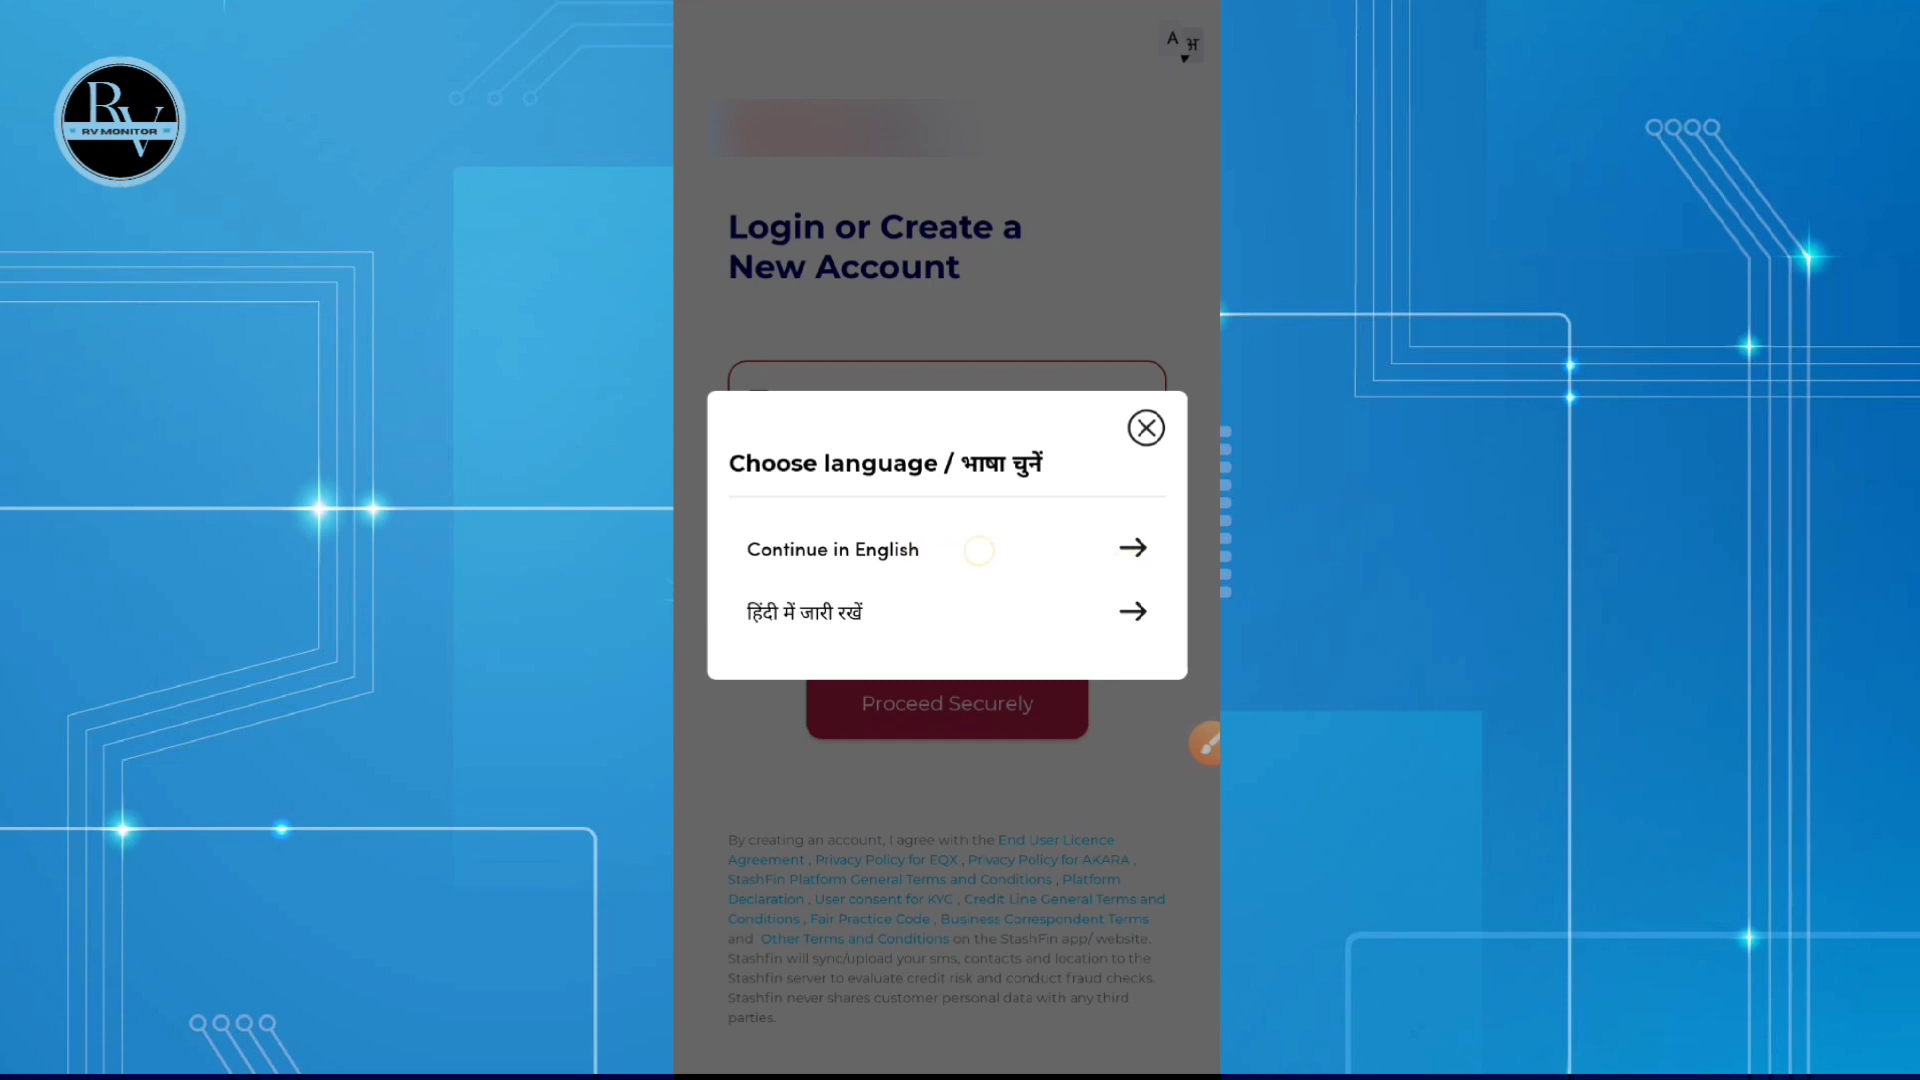 RV
RV MONITOR
A अ
Login or Create a
New Account
Choose language / भाषा चुनें
Continue in English
हिंदी में जारी रखें
Proceed Securely
By creating an account, I agree with the End User Licence
Agreement , Privacy Policy for EQX , Privacy Policy for AKARA ,
StashFin Platform General Terms and Conditions , Platform
Declaration , User consent for KYC , Credit Line General Terms and
Conditions , Fair Practice Code , Business Correspondent Terms
and Other Terms and Conditions on the StashFin app/ website.
Stashfin will sync/upload your sms, contacts and location to the
Stashfin server to evaluate credit risk and conduct fraud checks.
Stashfin never shares customer personal data with any third
parties.